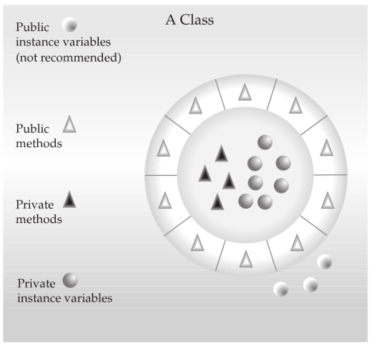 A Class
Public
instance variables
(not recommended)
Public
methods
Private
methods
Private
instance variables